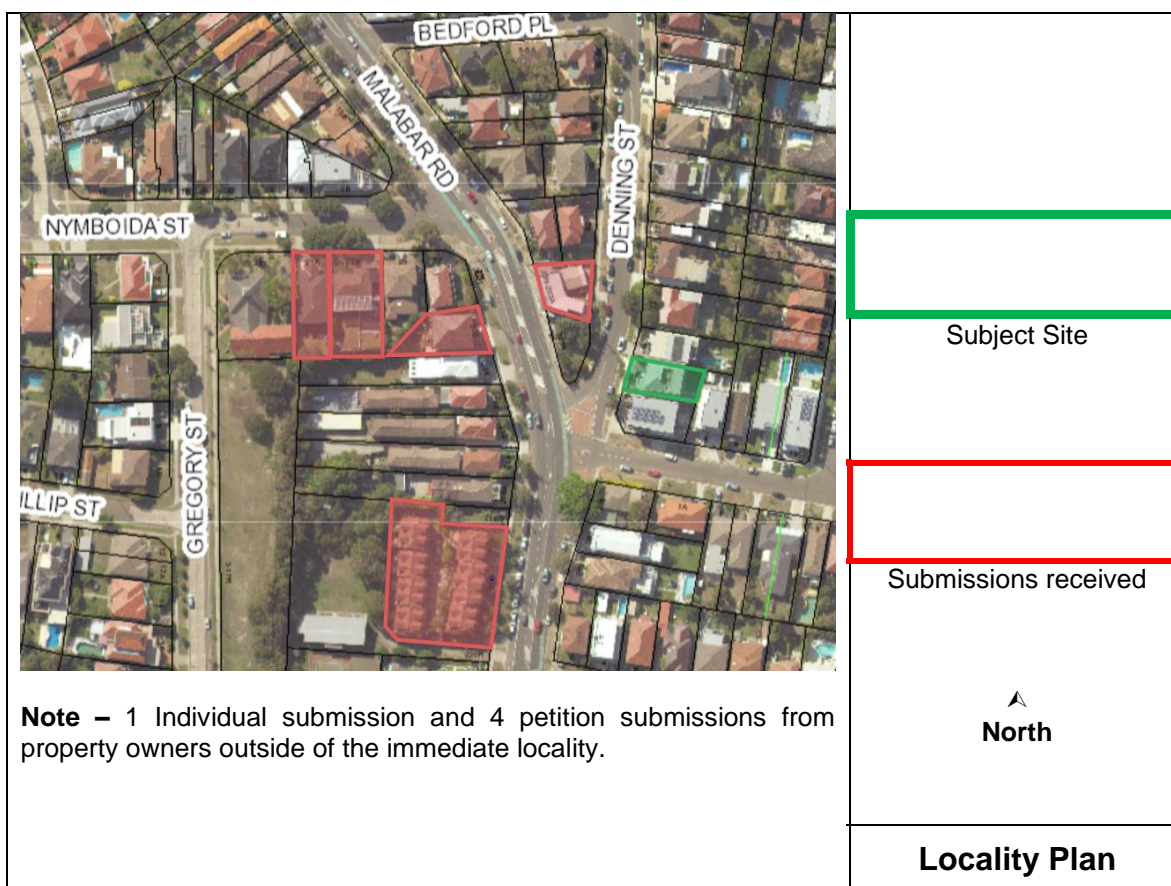 BEDFORD PL
MALABAR RD
DENNING ST
NYMBOIDA ST
GREGORY ST
ILLIP ST
1A
Subject Site
Submissions received
North
Note – 1 Individual submission and 4 petition submissions from
property owners outside of the immediate locality.
Locality Plan